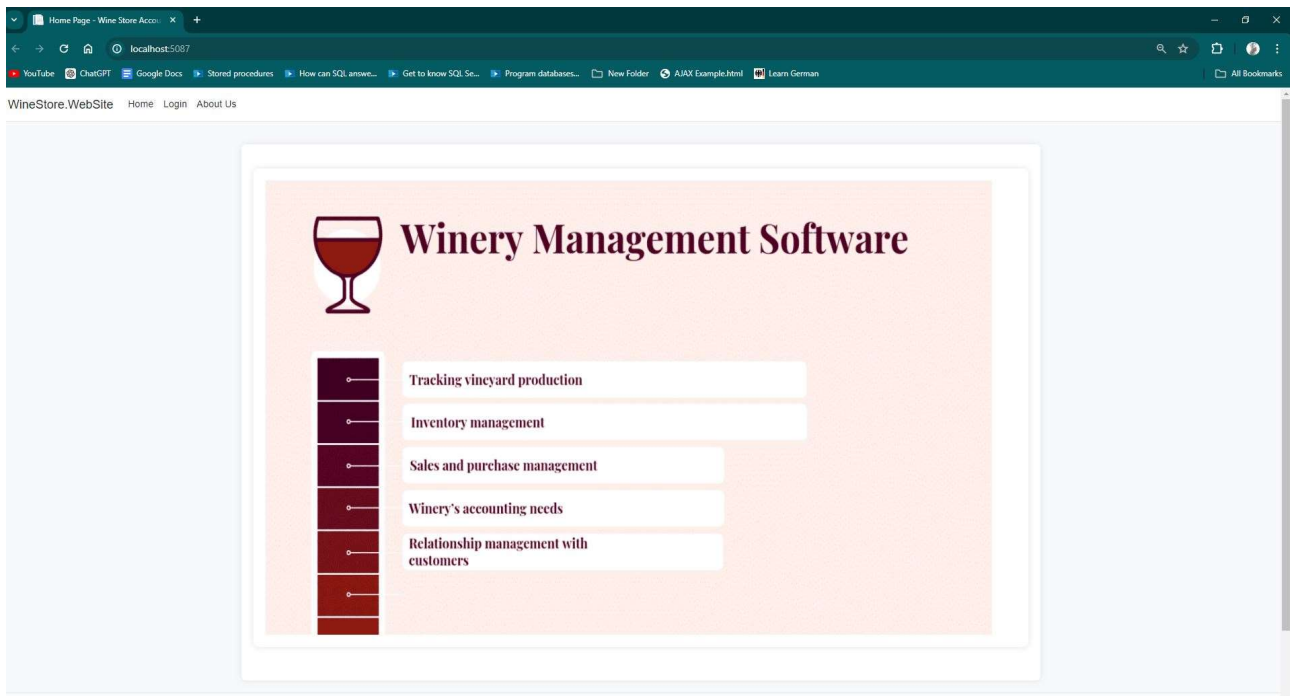 Home Page - Wine Store Accou
localhost:5087
YouTube ChatGPT Google Docs Stored procedures How can SQL answe... Get to know SQL Se... Program databases... New Folder AJAX Example.html Learn German All Bookmarks
WineStore.WebSite Home Login About Us
Winery Management Software
Tracking vineyard production
Inventory management
Sales and purchase management
Winery's accounting needs
Relationship management with
customers